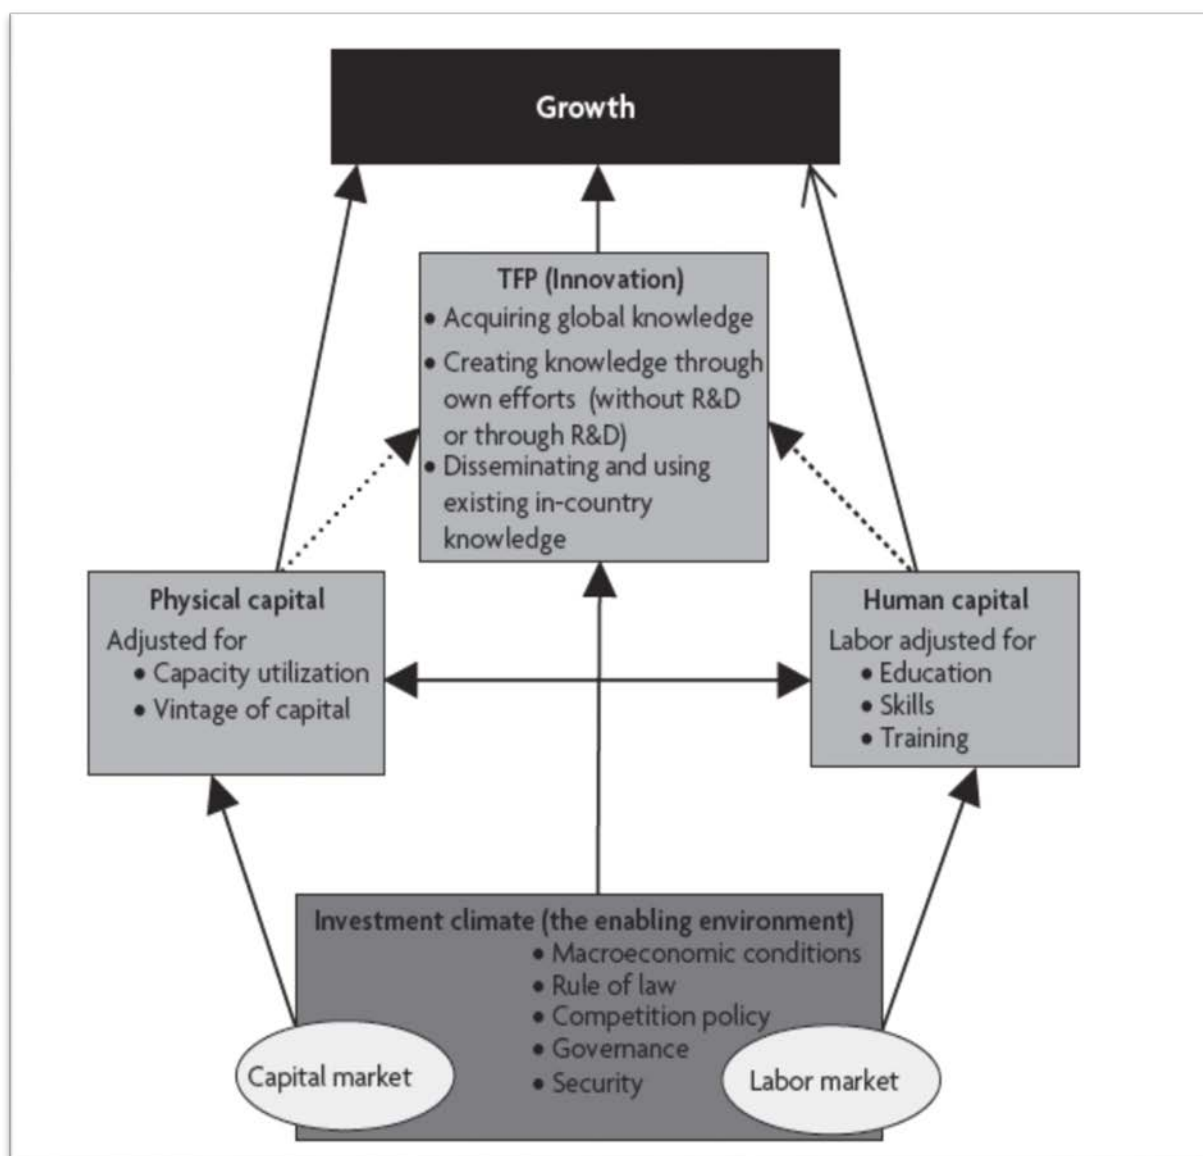 Growth
TFP (Innovation)
• Acquiring global knowledge
• Creating knowledge through
own efforts (without R&D
or through R&D)
• Disseminating and using
existing in-country
knowledge
Physical capital
Adjusted for
• Capacity utilization
• Vintage of capital
Human capital
Labor adjusted for
• Education
• Skills
• Training
Investment climate (the enabling environment)
• Macroeconomic conditions
• Rule of law
• Competition policy
• Governance
• Security
Capital market
Labor market